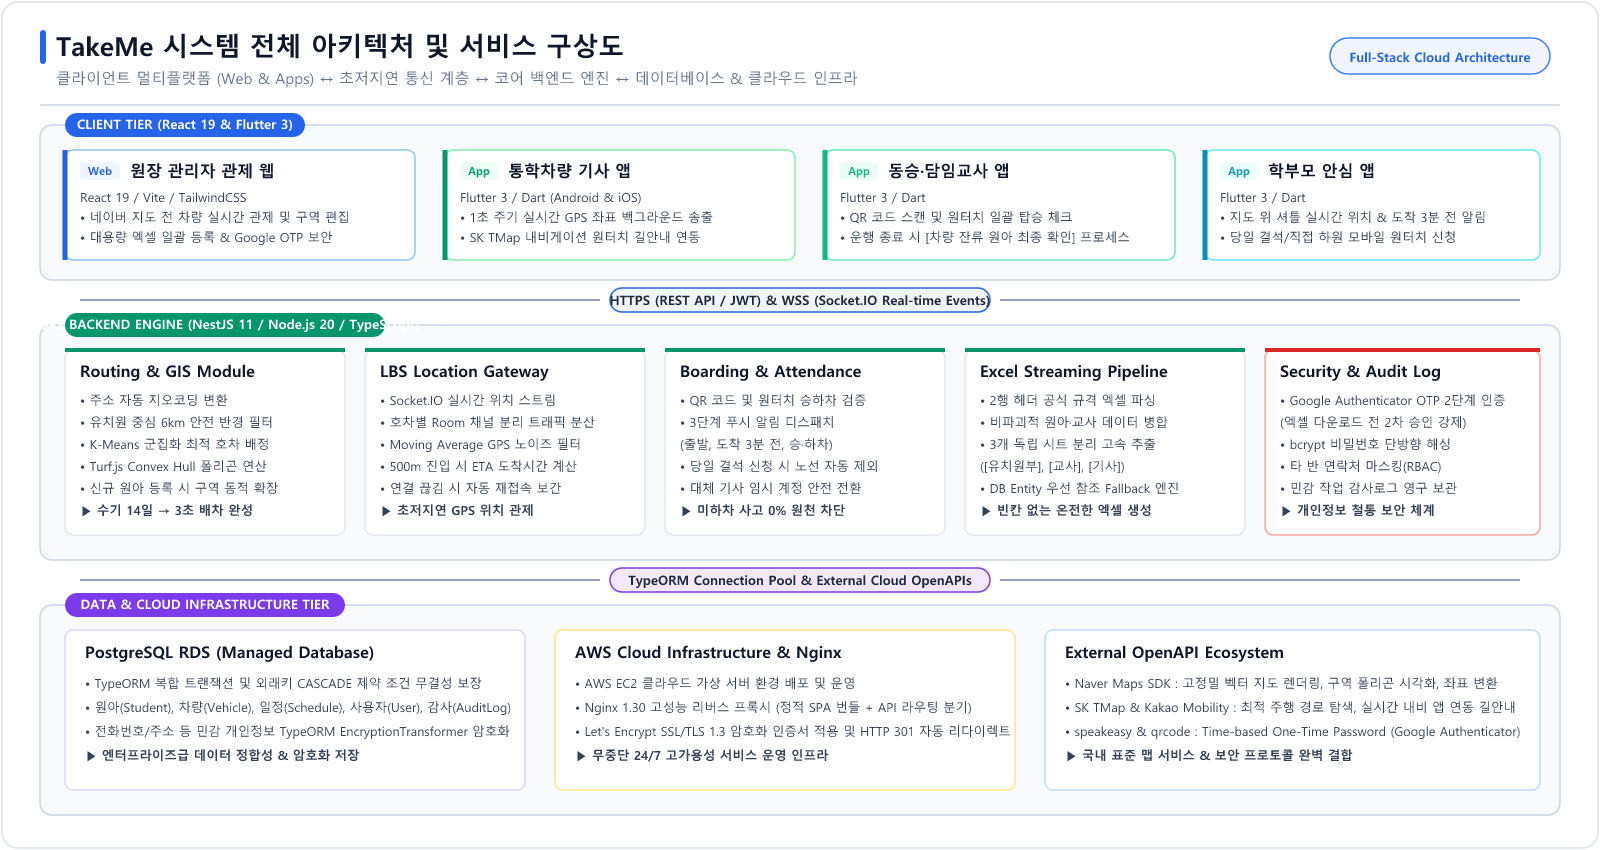 TakeMe 시스템 전체 아키텍처 및 서비스 구상도
클라이언트 멀티플랫폼 (Web & Apps) ↔ 초저지연 통신 계층 ↔ 코어 백엔드 엔진 ↔ 데이터베이스 & 클라우드 인프라
Full-Stack Cloud Architecture
CLIENT TIER (React 19 & Flutter 3)
Web 원장 관리자 관제 웹
React 19 / Vite / TailwindCSS
• 네이버 지도 전 차량 실시간 관제 및 구역 편집
• 대용량 엑셀 일괄 등록 & Google OTP 보안
App 통학차량 기사 앱
Flutter 3 / Dart (Android & iOS)
• 1초 주기 실시간 GPS 좌표 백그라운드 송출
• SK TMap 내비게이션 원터치 길안내 연동
App 동승·담임교사 앱
Flutter 3 / Dart
• QR 코드 스캔 및 원터치 일괄 탑승 체크
• 운행 종료 시 [차량 잔류 원아 최종 확인] 프로세스
App 학부모 안심 앱
Flutter 3 / Dart
• 지도 위 셔틀 실시간 위치 & 도착 3분 전 알림
• 당일 결석/직접 하원 모바일 원터치 신청
HTTPS (REST API / JWT) & WSS (Socket.IO Real-time Events)
BACKEND ENGINE (NestJS 11 / Node.js 20 / TypeS
Routing & GIS Module
• 주소 자동 지오코딩 변환
• 유치원 중심 6km 안전 반경 필터
• K-Means 군집화 최적 호차 배정
• Turf.js Convex Hull 폴리곤 연산
• 신규 원아 등록 시 구역 동적 확장
▶ 수기 14일 → 3초 배차 완성
LBS Location Gateway
• Socket.IO 실시간 위치 스트림
• 호차별 Room 채널 분리 트래픽 분산
• Moving Average GPS 노이즈 필터
• 500m 진입 시 ETA 도착시간 계산
• 연결 끊김 시 자동 재접속 보간
▶ 초저지연 GPS 위치 관제
Boarding & Attendance
• QR 코드 및 원터치 승하차 검증
• 3단계 푸시 알림 디스패치
(출발, 도착 3분 전, 승·하차)
• 당일 결석 신청 시 노선 자동 제외
• 대체 기사 임시 계정 안전 전환
▶ 미하차 사고 0% 원천 차단
Excel Streaming Pipeline
• 2행 헤더 공식 규격 엑셀 파싱
• 비파괴적 원아·교사 데이터 병합
• 3개 독립 시트 분리 고속 추출
([유치원부], [교사], [기사])
• DB Entity 우선 참조 Fallback 엔진
▶ 빈칸 없는 온전한 엑셀 생성
Security & Audit Log
• Google Authenticator OTP 2단계 인증
(엑셀 다운로드 전 2차 승인 강제)
• bcrypt 비밀번호 단방향 해싱
• 타 반 연락처 마스킹(RBAC)
• 민감 작업 감사로그 영구 보관
▶ 개인정보 철통 보안 체계
TypeORM Connection Pool & External Cloud OpenAPIs
DATA & CLOUD INFRASTRUCTURE TIER
PostgreSQL RDS (Managed Database)
• TypeORM 복합 트랜잭션 및 외래키 CASCADE 제약 조건 무결성 보장
• 원아(Student), 차량(Vehicle), 일정(Schedule), 사용자(User), 감사(AuditLog)
• 전화번호/주소 등 민감 개인정보 TypeORM EncryptionTransformer 암호화
▶ 엔터프라이즈급 데이터 정합성 & 암호화 저장
AWS Cloud Infrastructure & Nginx
• AWS EC2 클라우드 가상 서버 환경 배포 및 운영
• Nginx 1.30 고성능 리버스 프록시 (정적 SPA 번들 + API 라우팅 분기)
• Let's Encrypt SSL/TLS 1.3 암호화 인증서 적용 및 HTTP 301 자동 리다이렉트
▶ 무중단 24/7 고가용성 서비스 운영 인프라
External OpenAPI Ecosystem
• Naver Maps SDK : 고정밀 벡터 지도 렌더링, 구역 폴리곤 시각화, 좌표 변환
• SK TMap & Kakao Mobility : 최적 주행 경로 탐색, 실시간 내비 앱 연동 길안내
• speakeasy & qrcode : Time-based One-Time Password (Google Authenticator)
▶ 국내 표준 맵 서비스 & 보안 프로토콜 완벽 결합